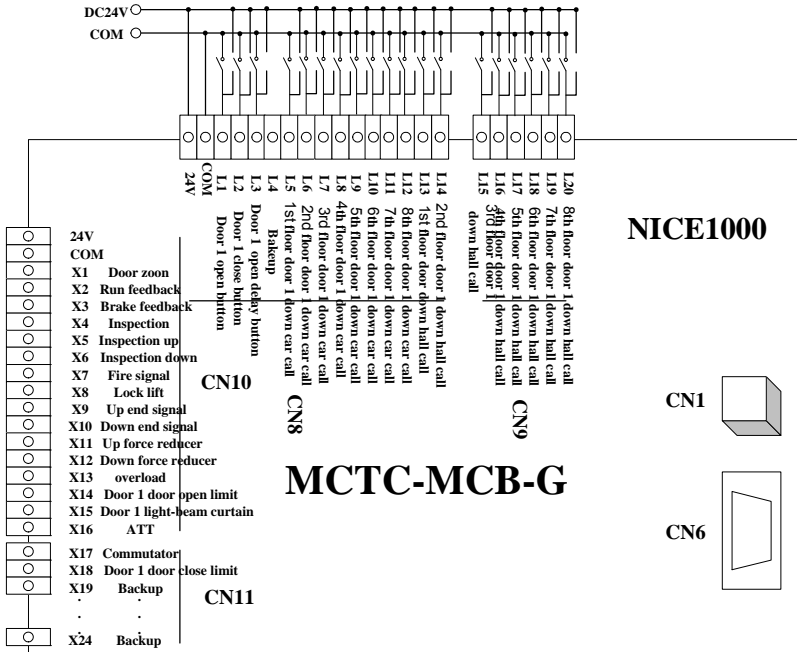 DC24V
COM
24V
COM
L1
L2
L3
L4
L5
L6
L7
L8
L9
L10
L11
L12
L13
L14
L15
L16
L17
L18
L19
L20
Door 1 open button
Door 1 close button
Door 1 open delay button
Bakeup
1st floor door 1 down car call
2nd floor door 1 down car call
3rd floor door 1 down car call
4th floor door 1 down car call
5th floor door 1 down car call
6th floor door 1 down car call
7th floor door 1 down car call
8th floor door 1 down car call
1st floor door down hall call
2nd floor door 1 down hall call
3rd floor door 1
down hall call
4th floor door 1 down hall call
5th floor door 1 down hall call
6th floor door 1 down hall call
7th floor door 1 down hall call
8th floor door 1 down hall call
NICE1000
24V
COM
X1 Door zoon
X2 Run feedback
X3 Brake feedback
X4 Inspection
X5 Inspection up
X6 Inspection down
X7 Fire signal
X8 Lock lift
X9 Up end signal
X10 Down end signal
X11 Up force reducer
X12 Down force reducer
X13 overload
X14 Door 1 door open limit
X15 Door 1 light-beam curtain
X16 ATT
X17 Commutator
X18 Door 1 door close limit
X19 Backup
X24 Backup
CN10
CN8
CN9
CN11
MCTC-MCB-G
CN1
CN6